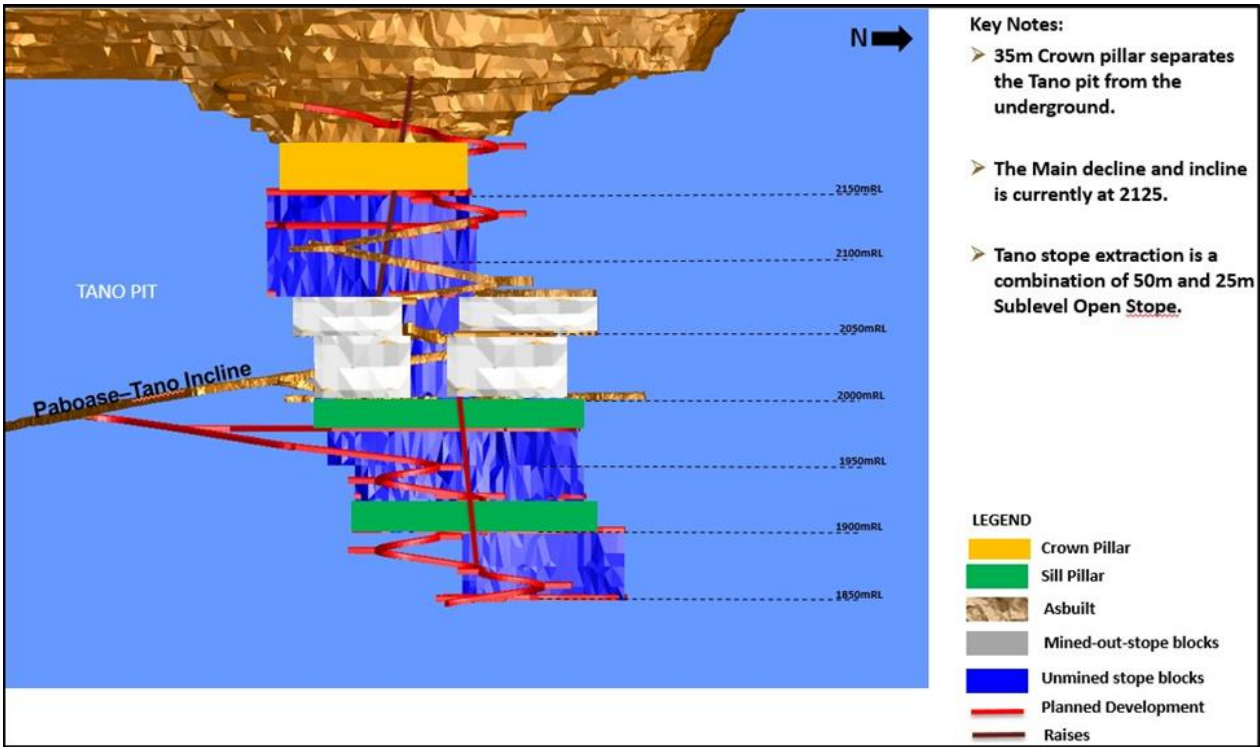 Key Notes:
➤ 35m Crown pillar separates
the Tano pit from the
underground.
➤ The Main decline and incline
is currently at 2125.
➤ Tano stope extraction is a
combination of 50m and 25m
Sublevel Open Stope.
N
2150mRL
2100mRL
TANO PIT
2050mRL
Paboase–Tano Incline
2000mRL
1950mRL
1900mRL
1850mRL
LEGEND
Crown Pillar
Sill Pillar
Asbuilt
Mined-out-stope blocks
Unmined stope blocks
Planned Development
Raises